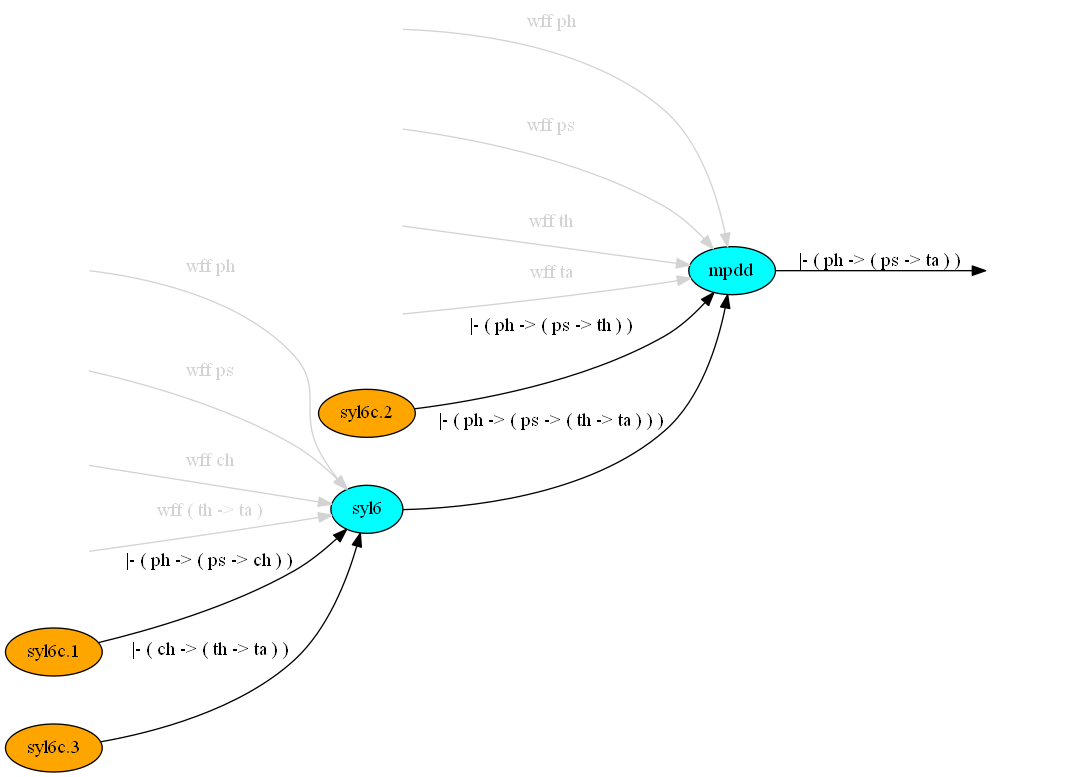 wff ph
wff ps
wff th
wff ta
mpdd
|- ( ph -> ( ps -> ta ) )
wff ph
|- ( ph -> ( ps -> th ) )
wff ps
syl6c.2
|- ( ph -> ( ps -> ( th -> ta ) ) )
wff ch
wff ( th -> ta )
syl6
|- ( ph -> ( ps -> ch ) )
syl6c.1
|- ( ch -> ( th -> ta ) )
syl6c.3